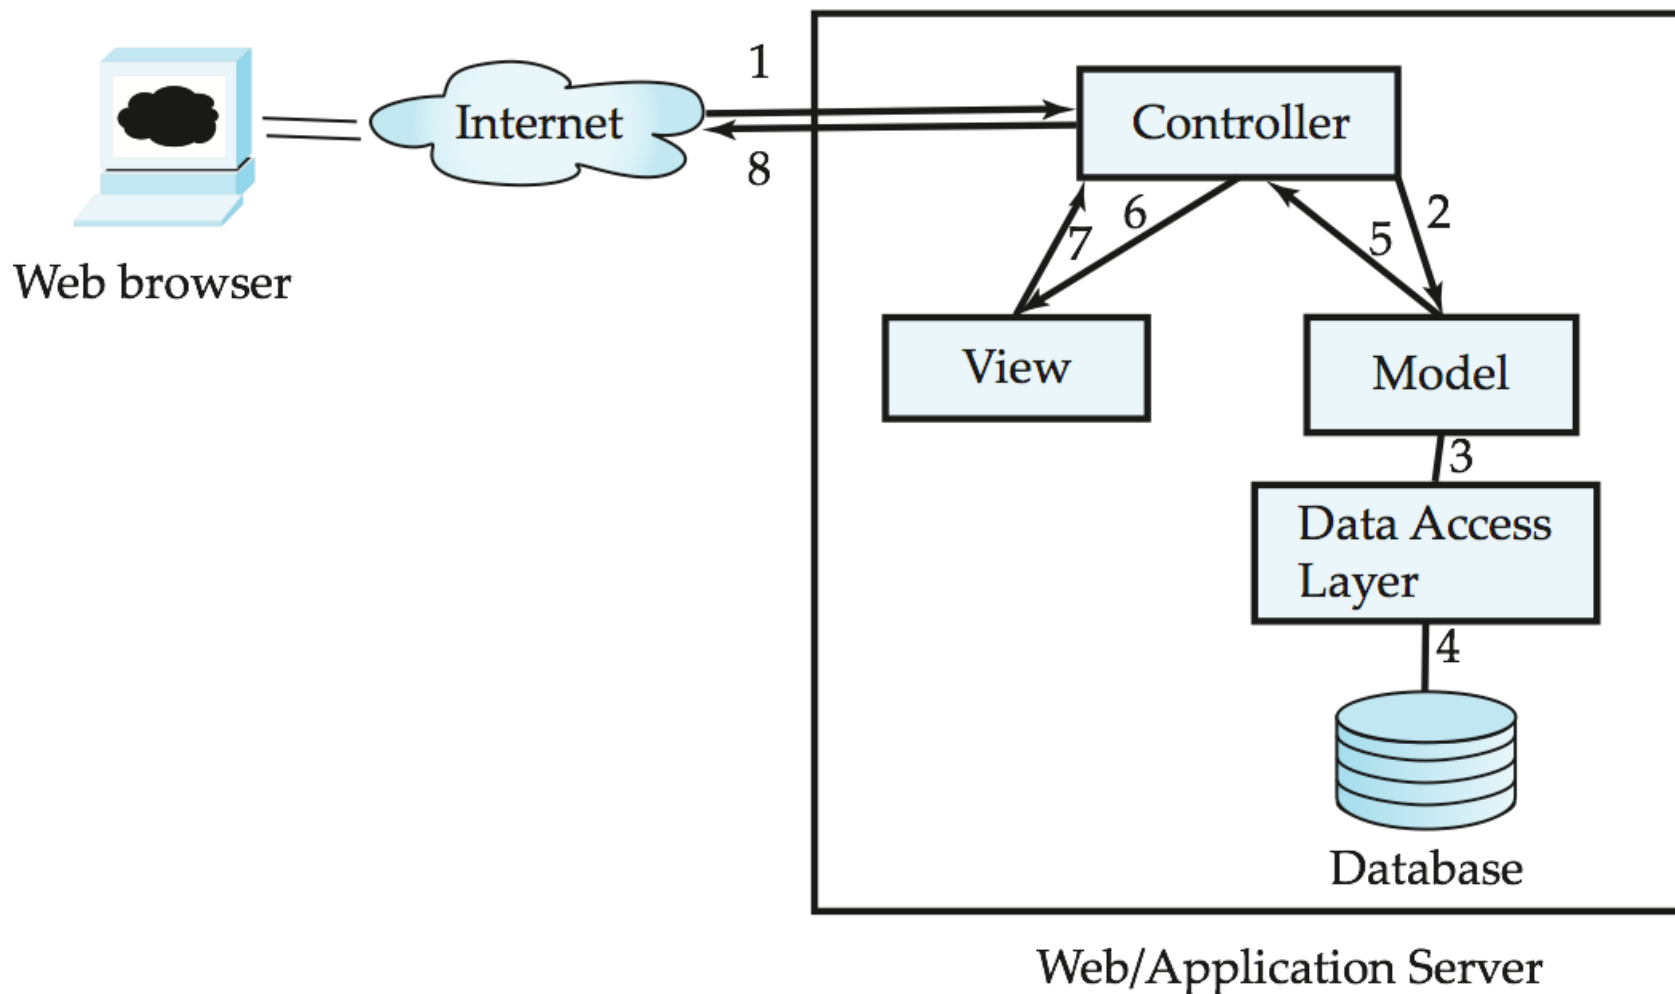 1
Internet
Controller
8
Web browser
6
2
7
5
View
Model
3
Data Access
Layer
4
Database
Web/Application Server